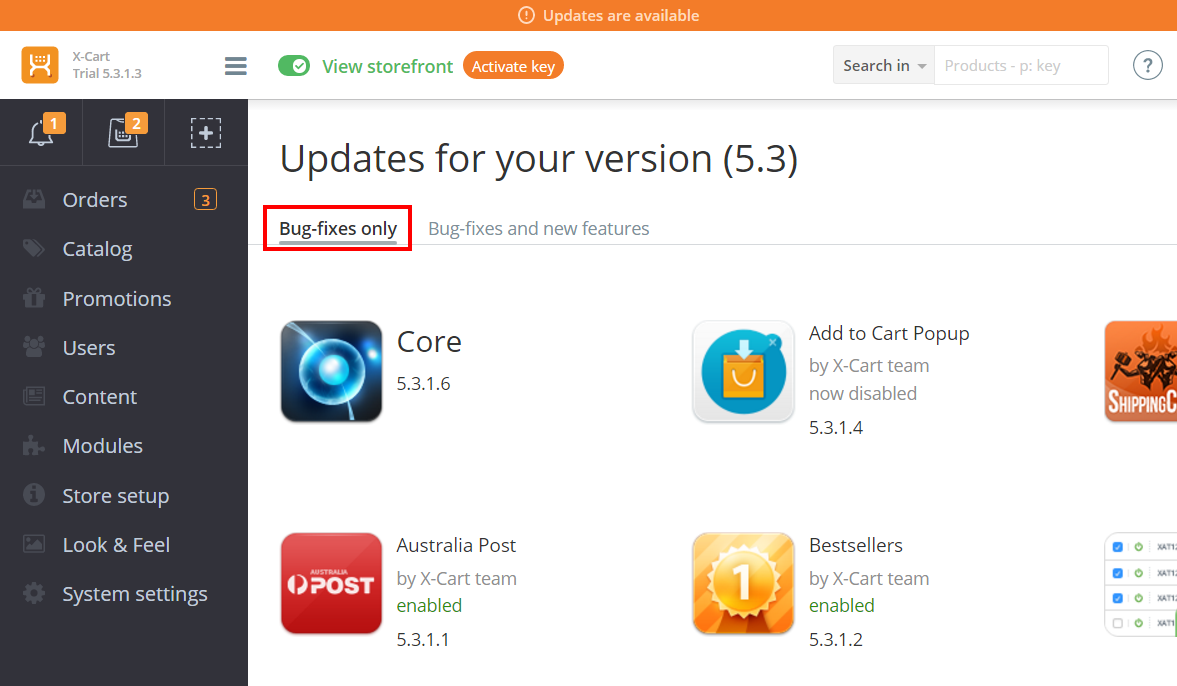 Updates are available
X-Cart
Trial 5.3.1.3
View storefront
Activate key
Search in
Products - p: key
?
1
2
Orders
3
Catalog
Promotions
Users
Content
Modules
Store setup
Look & Feel
System settings
Updates for your version (5.3)
Bug-fixes only
Bug-fixes and new features
Core
5.3.1.6
Add to Cart Popup
by X-Cart team
now disabled
5.3.1.4
AUSTRALIA
POST
Australia Post
by X-Cart team
enabled
5.3.1.1
1
Bestsellers
by X-Cart team
enabled
5.3.1.2